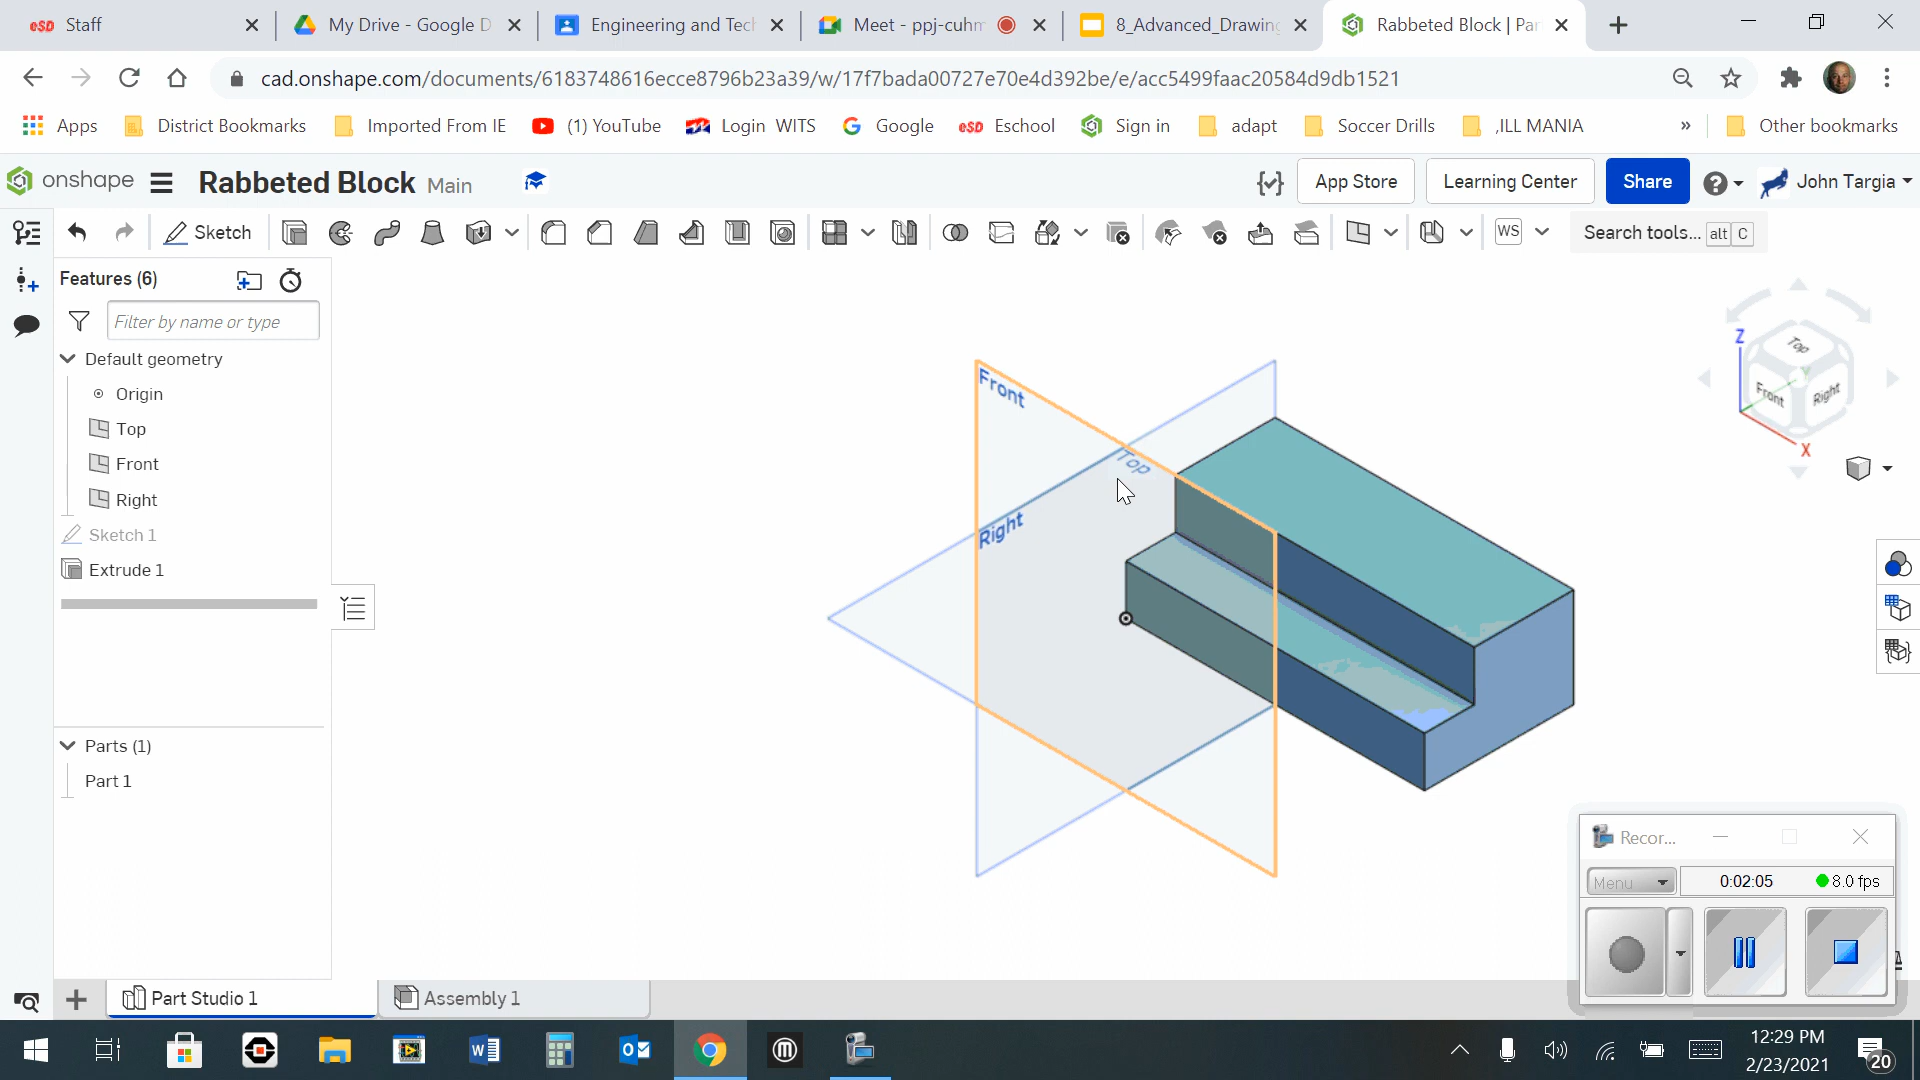 esD Staff
My Drive - Google D
Engineering and Tec
Meet - ppj-cuhm
8_Advanced_Drawing
Rabbeted Block | Par
cad.onshape.com/documents/6183748616ecce8796b23a39/w/17f7bada00727e70e4d392be/e/acc5499faac20584d9db1521
Apps
District Bookmarks
Imported From IE
(1) YouTube
Login WITS
Google
esD Eschool
Sign in
adapt
Soccer Drills
,ILL MANIA
»
Other bookmarks
onshape
Rabbeted Block Main
App Store
Learning Center
Share
John Targia
Sketch
WS
Search tools... alt C
Features (6)
Filter by name or type
Default geometry
Origin
Top
Front
Right
Sketch 1
Extrude 1
Parts (1)
Part 1
Front
Top
Right
Z
Top
Front
Right
Y
X
Recor...
Menu
0:02:05
8.0 fps
Part Studio 1
Assembly 1
12:29 PM
2/23/2021
20